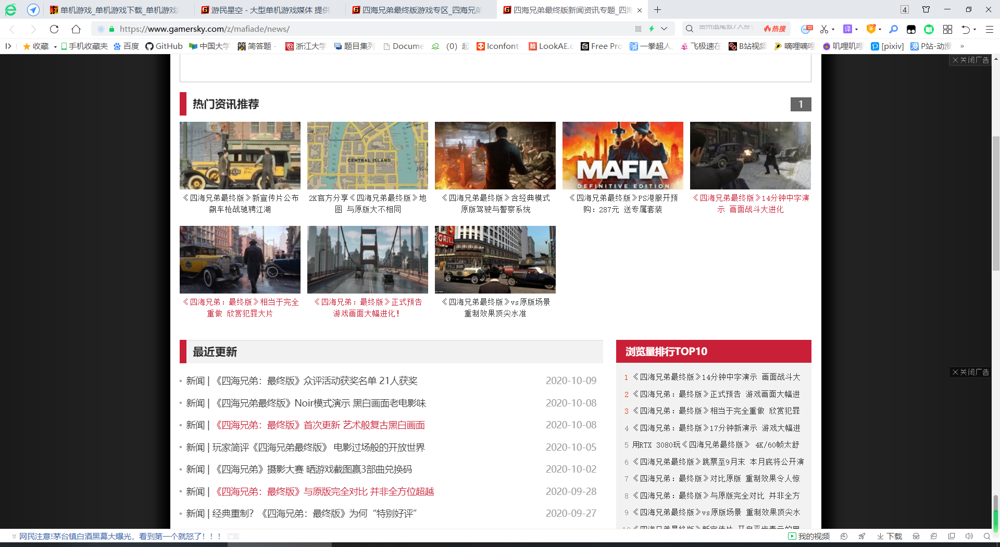 单机游戏_单机游戏下载_单机游戏
游民星空 - 大型单机游戏媒体 提供
四海兄弟最终版游戏专区_四海兄弟
四海兄弟最终版新闻资讯专题_四海
4
https://www.gamersky.com/z/mafiade/news/
热搜
11
译
收藏
手机收藏夹
百度
GitHub
中国大学
简答题 -
浙江大学
题目集列
Docume
(0) 起
Iconfont-
LookAE.c
Free Pro
一拳超人
飞极速在
B站视频
嘀哩嘀哩
叽哩叽哩
[pixiv]
P站-动漫
»
关闭广告
热门资讯推荐
1
TAXI
WEST RIVER
CENTRAL ISLAND
EAST RIVER
MAFIA
DEFINITIVE EDITION
《四海兄弟最终版》新宣传片公布
飙车枪战驰骋江湖
2K官方分享《四海兄弟最终版》地
图 与原版大不相同
《四海兄弟最终版》含经典模式
原版驾驶与警察系统
《四海兄弟最终版》PS港服开预
购：287元 送专属套装
《四海兄弟最终版》14分钟中字演
示 画面战斗大进化
GRILL
《四海兄弟：最终版》相当于完全
重做 欣赏犯罪大片
《四海兄弟：最终版》正式预告
游戏画面大幅进化！
《四海兄弟最终版》vs原版场景
重制效果顶尖水准
最近更新
新闻 | 《四海兄弟：最终版》众评活动获奖名单 21人获奖 2020-10-09
新闻 | 《四海兄弟最终版》Noir模式演示 黑白画面老电影味 2020-10-08
新闻 | 《四海兄弟：最终版》首次更新 艺术般复古黑白画面 2020-10-08
新闻 | 玩家简评《四海兄弟最终版》 电影过场般的开放世界 2020-10-05
新闻 | 《四海兄弟》摄影大赛 晒游戏截图赢3部曲兑换码 2020-10-02
新闻 | 《四海兄弟：最终版》与原版完全对比 并非全方位超越 2020-09-28
新闻 | 经典重制？《四海兄弟：最终版》为何“特别好评” 2020-09-27
浏览量排行TOP10
1 《四海兄弟最终版》14分钟中字演示 画面战斗大
2 《四海兄弟：最终版》正式预告 游戏画面大幅进
3 《四海兄弟：最终版》相当于完全重做 欣赏犯罪
4 《四海兄弟：最终版》17分钟新演示 游戏大幅进
5 用RTX 3080玩《四海兄弟最终版》 4K/60帧太舒
6 《四海兄弟最终版》跳票至9月末 本月底将公开演
7 《四海兄弟：最终版》对比原版 重制效果令人惊
8 《四海兄弟：最终版》与原版完全对比 并非全方
9 《四海兄弟最终版》vs原版场景 重制效果顶尖水
关闭广告
网民注意!茅台镇白酒黑幕大曝光，看到第一个就怒了！！！
广告
我的视频
下载